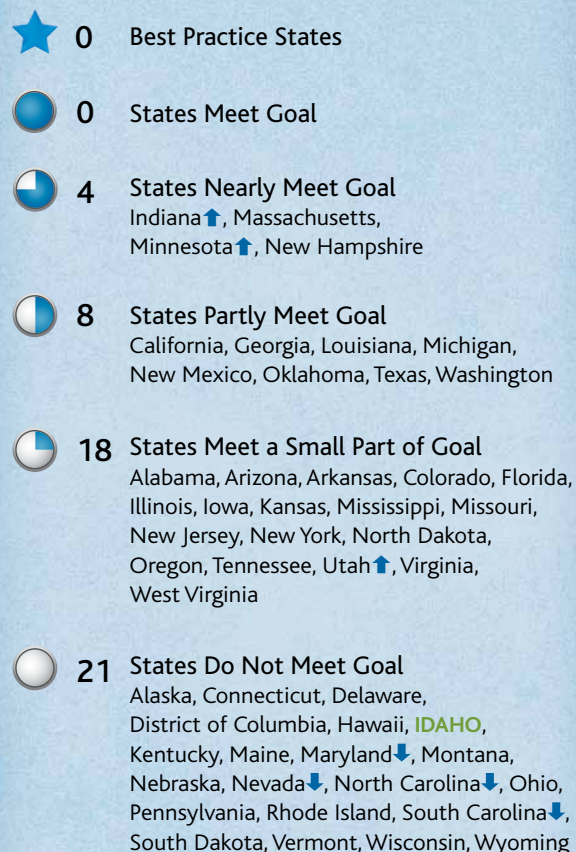 0 Best Practice States
0 States Meet Goal
4 States Nearly Meet Goal
Indiana⬆, Massachusetts,
Minnesota⬆, New Hampshire
8 States Partly Meet Goal
California, Georgia, Louisiana, Michigan,
New Mexico, Oklahoma, Texas, Washington
18 States Meet a Small Part of Goal
Alabama, Arizona, Arkansas, Colorado, Florida,
Illinois, Iowa, Kansas, Mississippi, Missouri,
New Jersey, New York, North Dakota,
Oregon, Tennessee, Utah⬆, Virginia,
West Virginia
21 States Do Not Meet Goal
Alaska, Connecticut, Delaware,
District of Columbia, Hawaii, IDAHO,
Kentucky, Maine, Maryland⬇, Montana,
Nebraska, Nevada⬇, North Carolina⬇, Ohio,
Pennsylvania, Rhode Island, South Carolina⬇,
South Dakota, Vermont, Wisconsin, Wyoming